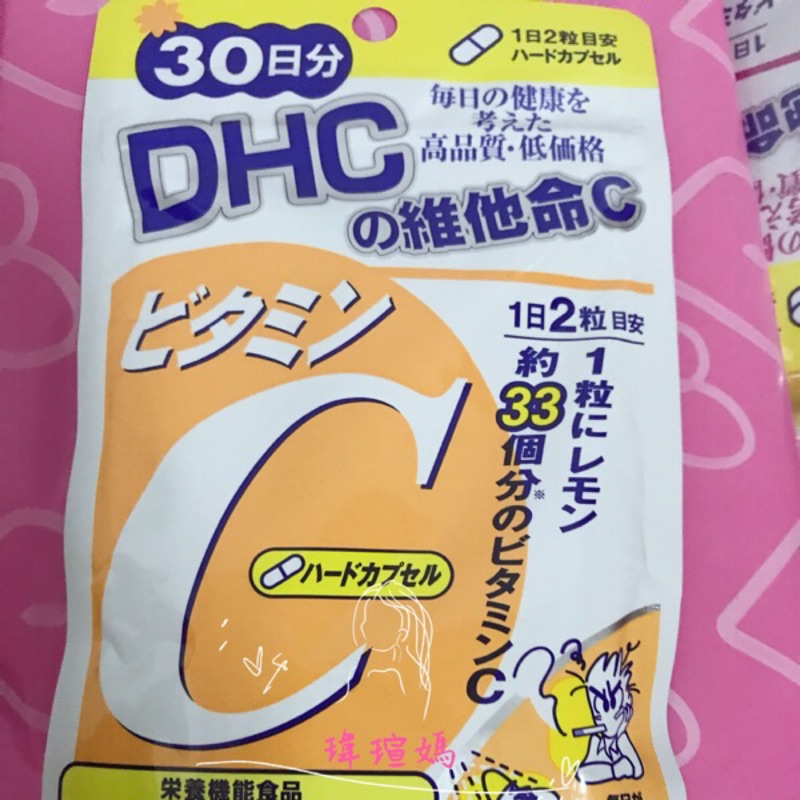 30日分
1日2粒目安
ハードカプセル
DHC
毎日の健康を
考えた
高品質・低価格
の維他命C
ビタミン
C
1日2粒目安
1粒にレモン
約33個分のビタミンC
※
ハードカプセル
瑋瑄媽
栄養機能食品